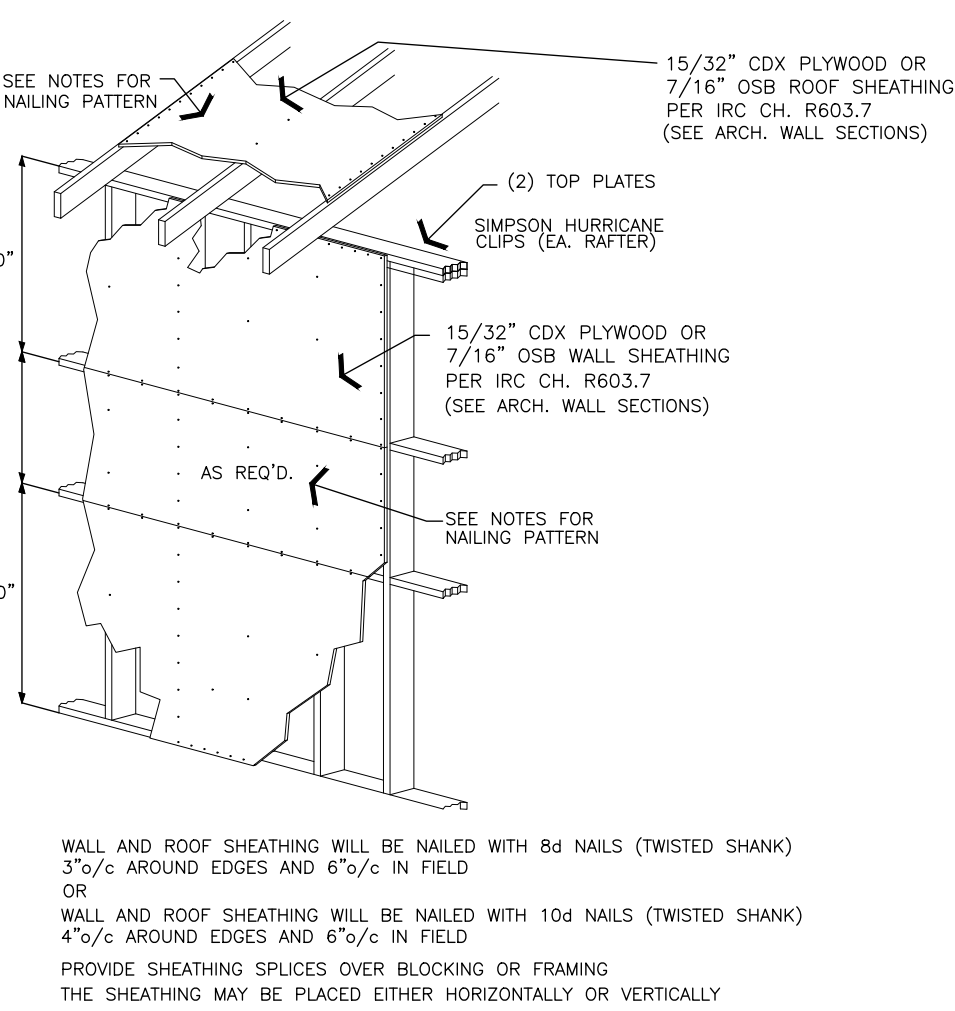 SEE NOTES FOR
NAILING PATTERN
15/32" CDX PLYWOOD OR
7/16" OSB ROOF SHEATHING
PER IRC CH. R603.7
(SEE ARCH. WALL SECTIONS)
(2) TOP PLATES
SIMPSON HURRICANE
CLIPS (EA. RAFTER)
0"
15/32" CDX PLYWOOD OR
7/16" OSB WALL SHEATHING
PER IRC CH. R603.7
(SEE ARCH. WALL SECTIONS)
AS REQ'D.
SEE NOTES FOR
NAILING PATTERN
0"
WALL AND ROOF SHEATHING WILL BE NAILED WITH 8d NAILS (TWISTED SHANK)
3"o/c AROUND EDGES AND 6"o/c IN FIELD
OR
WALL AND ROOF SHEATHING WILL BE NAILED WITH 10d NAILS (TWISTED SHANK)
4"o/c AROUND EDGES AND 6"o/c IN FIELD
PROVIDE SHEATHING SPLICES OVER BLOCKING OR FRAMING
THE SHEATHING MAY BE PLACED EITHER HORIZONTALLY OR VERTICALLY